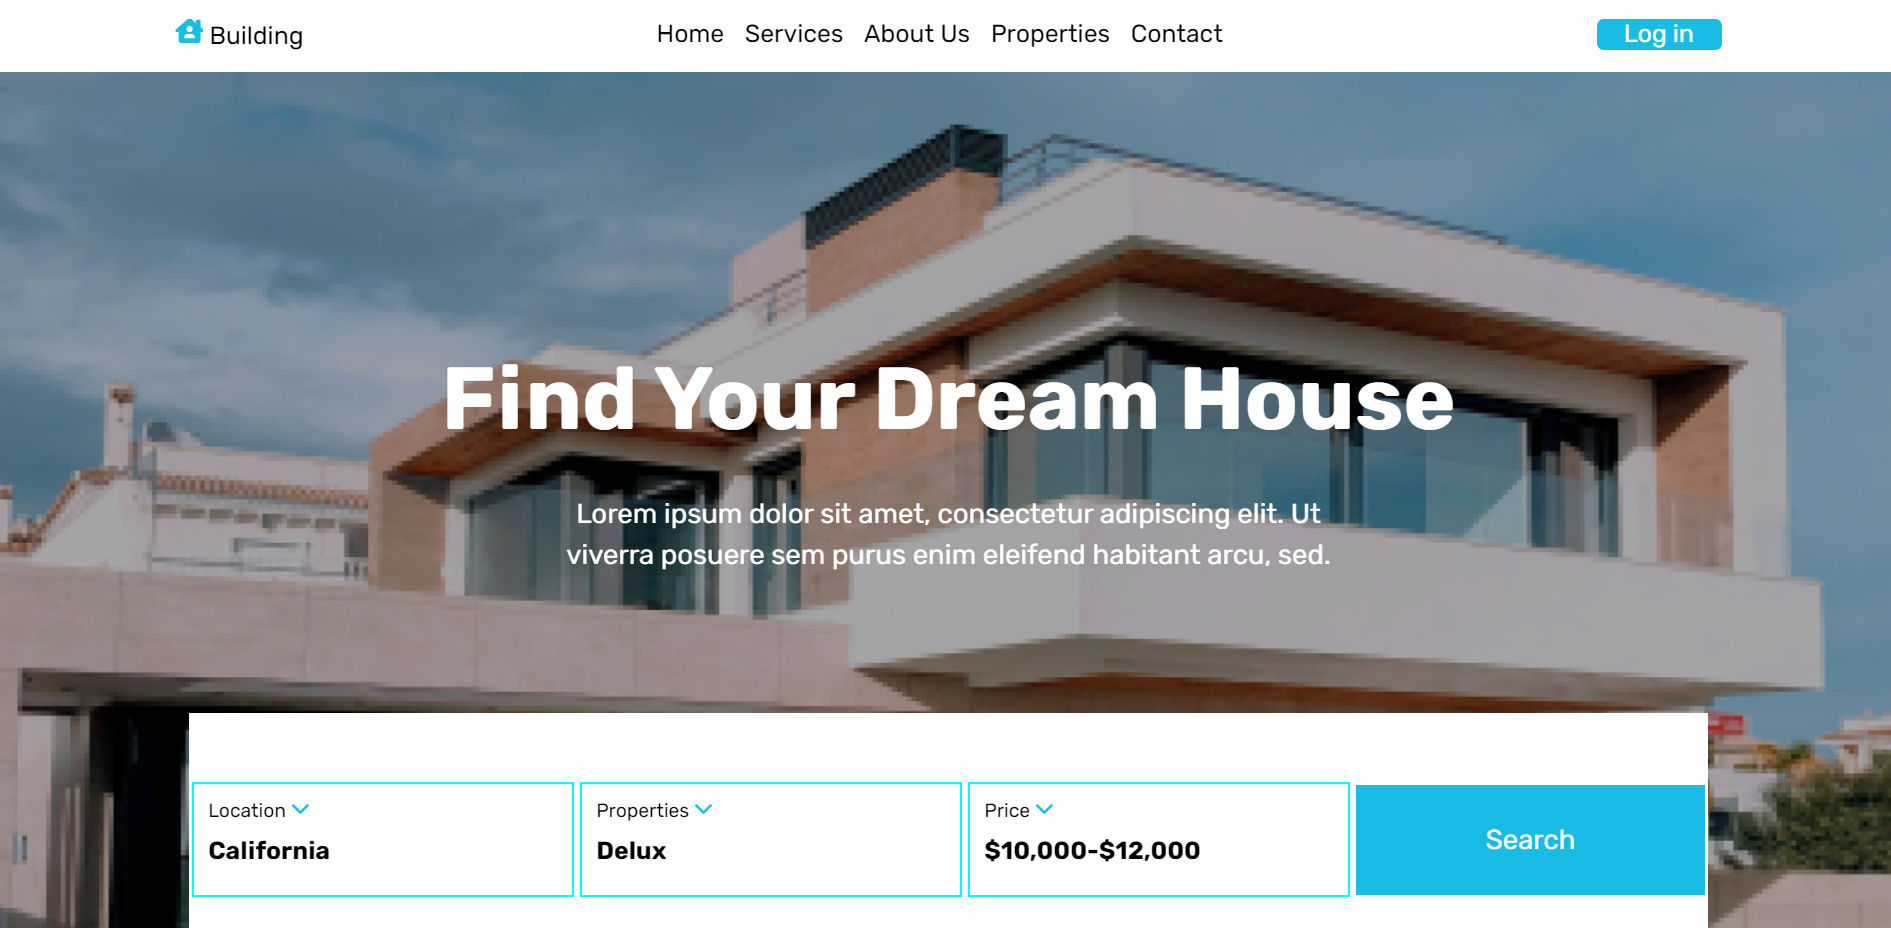 Building
Home Services About Us Properties Contact
Log in
Find Your Dream House
Lorem ipsum dolor sit amet, consectetur adipiscing elit. Ut
viverra posuere sem purus enim eleifend habitant arcu, sed.
Location
California
Properties
Delux
Price
$10,000-$12,000
Search